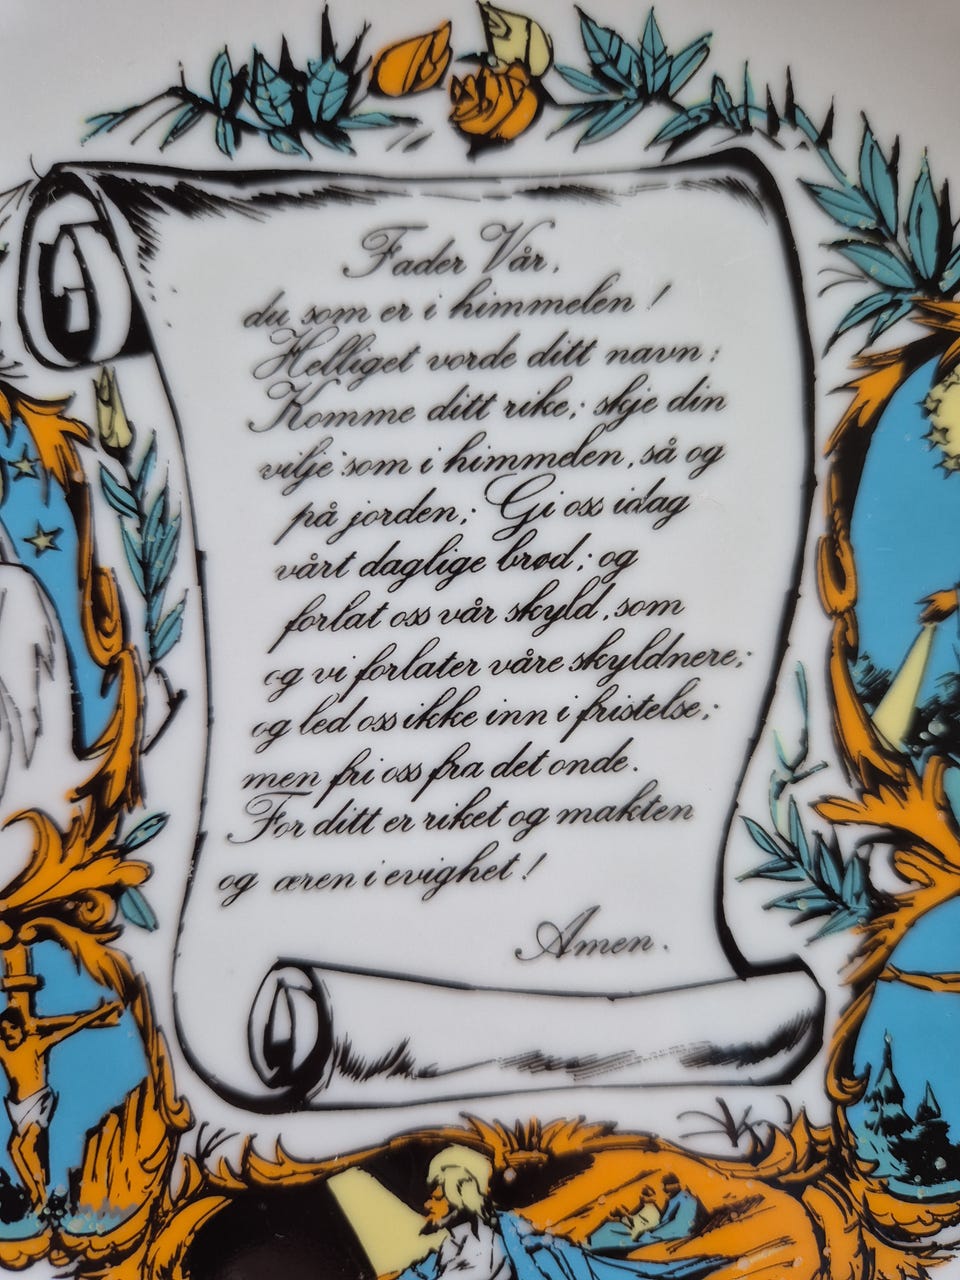 Fader Vår,
du som er i himmelen !
Helliget vorde ditt navn ;
Komme ditt rike ; skje din
vilje som i himmelen, så og
på jorden ; Gi oss idag
vårt daglige brød ; og
forlat oss vår skyld, som
og vi forlater våre skyldnere ;
og led oss ikke inn i fristelse ;
men fri oss fra det onde.
For ditt er riket og makten
og æren i evighet !
Amen.